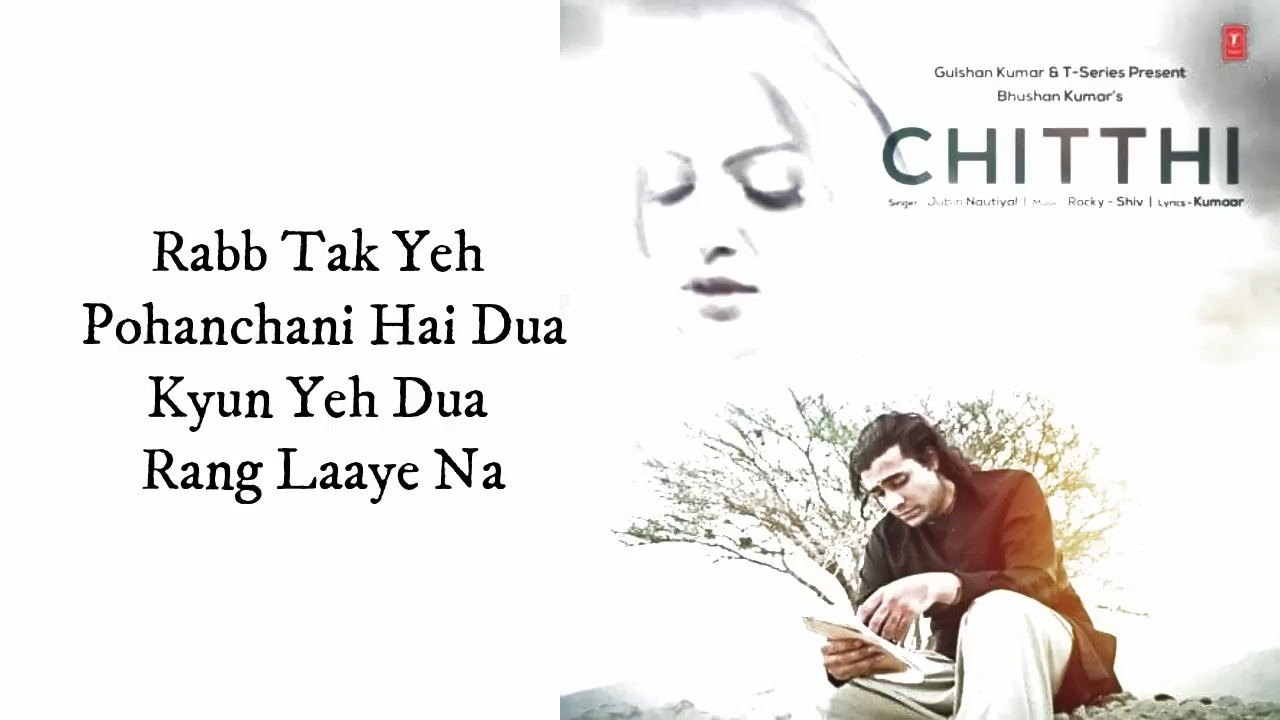 Rabb Tak Yeh
Pohanchani Hai Dua
Kyun Yeh Dua
Rang Laaye Na
T
Gulshan Kumar & T-Series Present
Bhushan Kumar's
CHITTHI
Singer Jubin Nautiyal | Rocky - Shiv | Lyrics - Kumaar